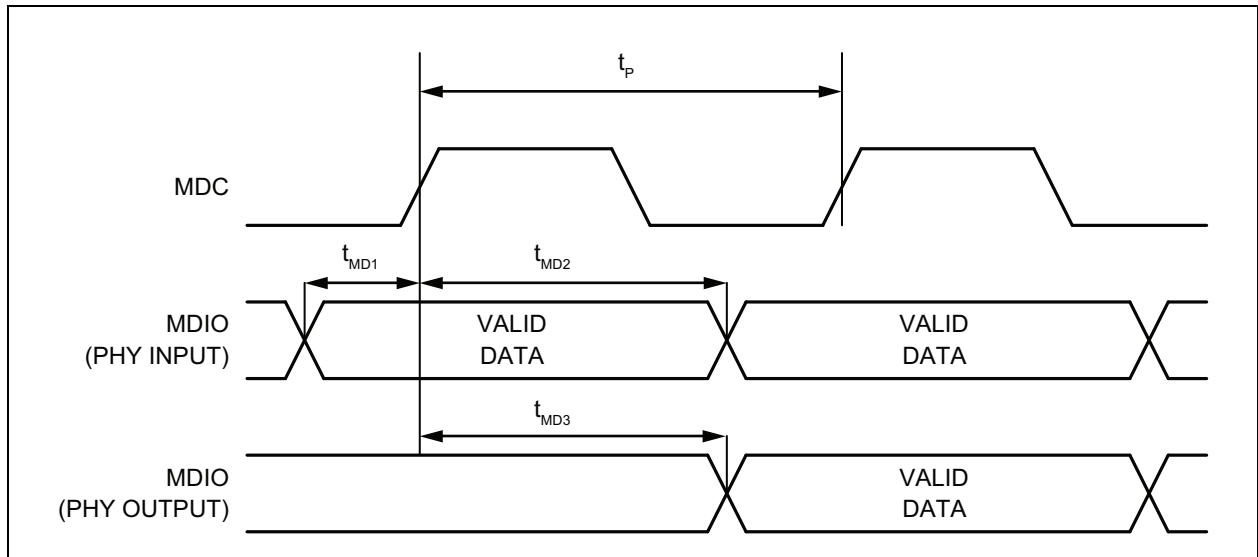 tP
MDC
tMD1
tMD2
MDIO
(PHY INPUT)
VALID
DATA
VALID
DATA
tMD3
MDIO
(PHY OUTPUT)
VALID
DATA